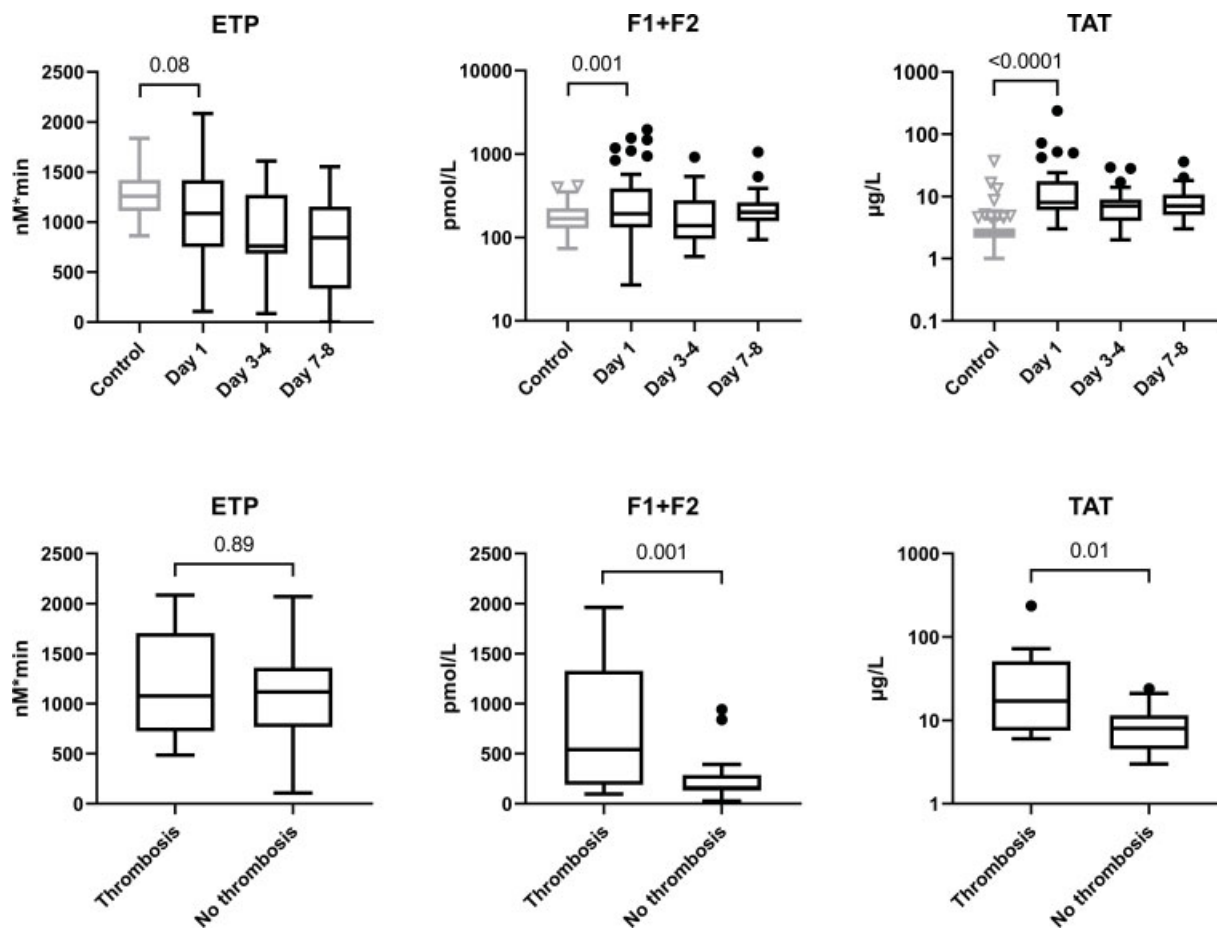 ETP
0.08
2500
2000
1500
1000
500
0
nM*min
Control
Day 1
Day 3-4
Day 7-8
F1+F2
0.001
10000
1000
100
10
pmol/L
Control
Day 1
Day 3-4
Day 7-8
TAT
<0.0001
1000
100
10
1
0.1
µg/L
Control
Day 1
Day 3-4
Day 7-8
ETP
0.89
2500
2000
1500
1000
500
0
nM*min
Thrombosis
No thrombosis
F1+F2
0.001
2500
2000
1500
1000
500
0
pmol/L
Thrombosis
No thrombosis
TAT
0.01
1000
100
10
1
µg/L
Thrombosis
No thrombosis